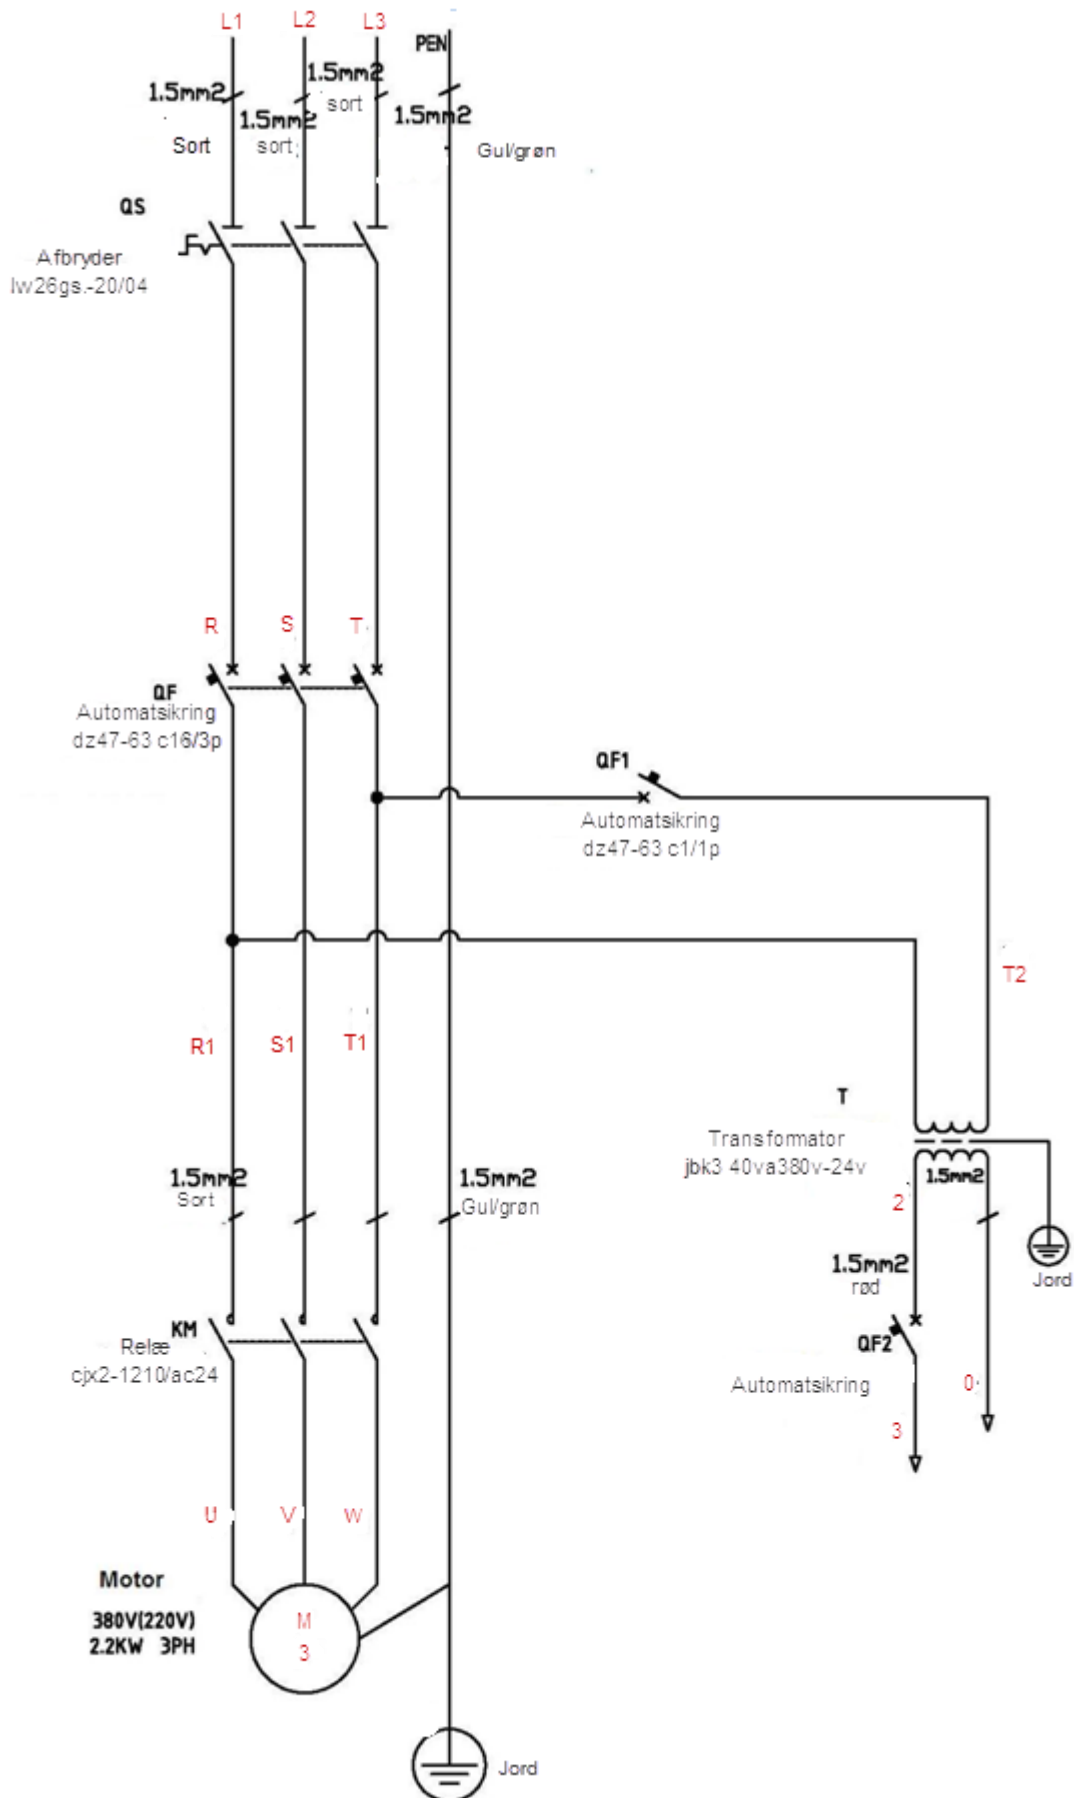 L1
L2
L3
PEN
1.5mm2
1.5mm2
sort
1.5mm2
sort
1.5mm2
Sort
Gul/grøn
QS
Afbryder
lw26gs.-20/04
R
S
T
QF
Automatsikring
dz47-63 c16/3p
QF1
Automatsikring
dz47-63 c1/1p
T2
R1
S1
T1
T
Transformator
jbk3 40va380v-24v
1.5mm2
Sort
1.5mm2
Gul/grøn
1.5mm2
2
Jord
1.5mm2
rød
KM
Relæ
cjx2-1210/ac24
QF2
Automatsikring
0
3
U
V
W
Motor
380V(220V)
2.2KW 3PH
M
3
Jord